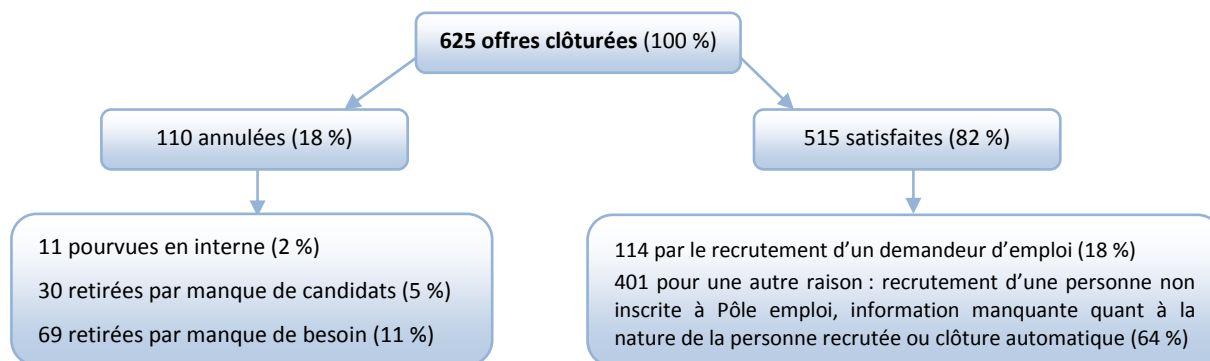 625 offres clôturées (100 %)
110 annulées (18 %)
515 satisfaites (82 %)
11 pourvues en interne (2 %)
30 retirées par manque de candidats (5 %)
69 retirées par manque de besoin (11 %)
114 par le recrutement d’un demandeur d’emploi (18 %)
401 pour une autre raison : recrutement d’une personne non
inscrite à Pôle emploi, information manquante quant à la
nature de la personne recrutée ou clôture automatique (64 %)